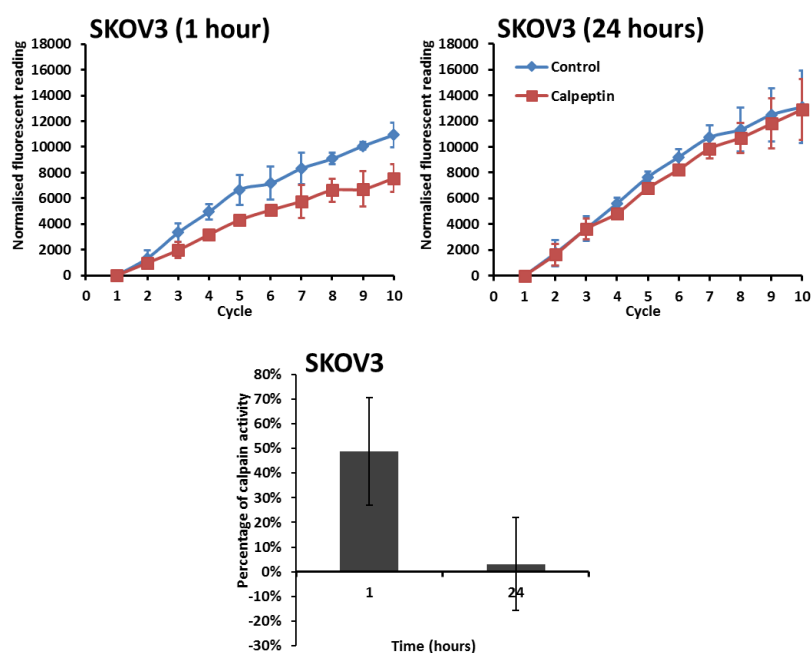 SKOV3 (1 hour)
Normalised fluorescent reading
18000
16000
14000
12000
10000
8000
6000
4000
2000
0
0 1 2 3 4 5 6 7 8 9 10
Cycle
SKOV3 (24 hours)
Normalised fluorescent reading
18000
16000
14000
12000
10000
8000
6000
4000
2000
0
Control
Calpeptin
0 1 2 3 4 5 6 7 8 9 10
Cycle
SKOV3
Percentage of calpain activity
80%
70%
60%
50%
40%
30%
20%
10%
0%
-10%
-20%
-30%
1 24
Time (hours)